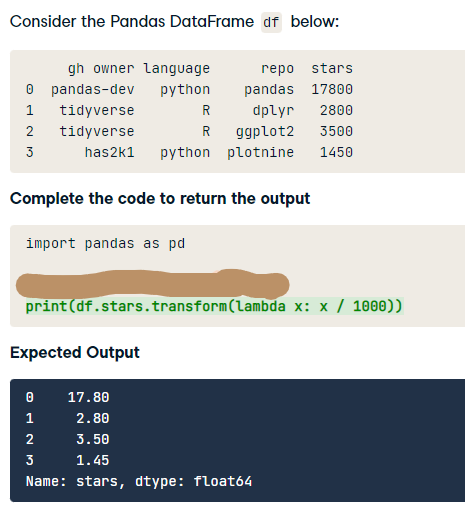 Consider the Pandas DataFrame df below:
gh owner language repo stars
0 pandas-dev python pandas 17800
1 tidyverse R dplyr 2800
2 tidyverse R ggplot2 3500
3 has2k1 python plotnine 1450
Complete the code to return the output
import pandas as pd
print(df.stars.transform(lambda x: x / 1000))
Expected Output
0 17.80
1 2.80
2 3.50
3 1.45
Name: stars, dtype: float64